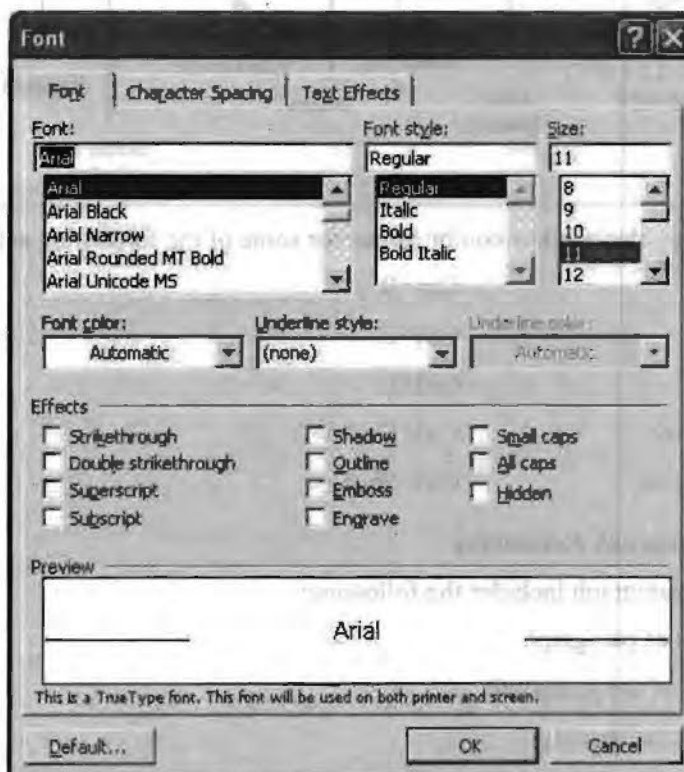 Font
Font Character Spacing Text Effects
Font: Font style: Size:
Arial Regular 11
Arial Regular 8
Arial Black Italic 9
Arial Narrow Bold 10
Arial Rounded MT Bold Bold Italic 11
Arial Unicode MS 12
Font color: Underline style: Underline color:
Automatic (none) Automatic
Effects
Strikethrough Shadow Small caps
Double strikethrough Outline All caps
Superscript Emboss Hidden
Subscript Engrave
Preview
Arial
This is a TrueType font. This font will be used on both printer and screen.
Default... OK Cancel